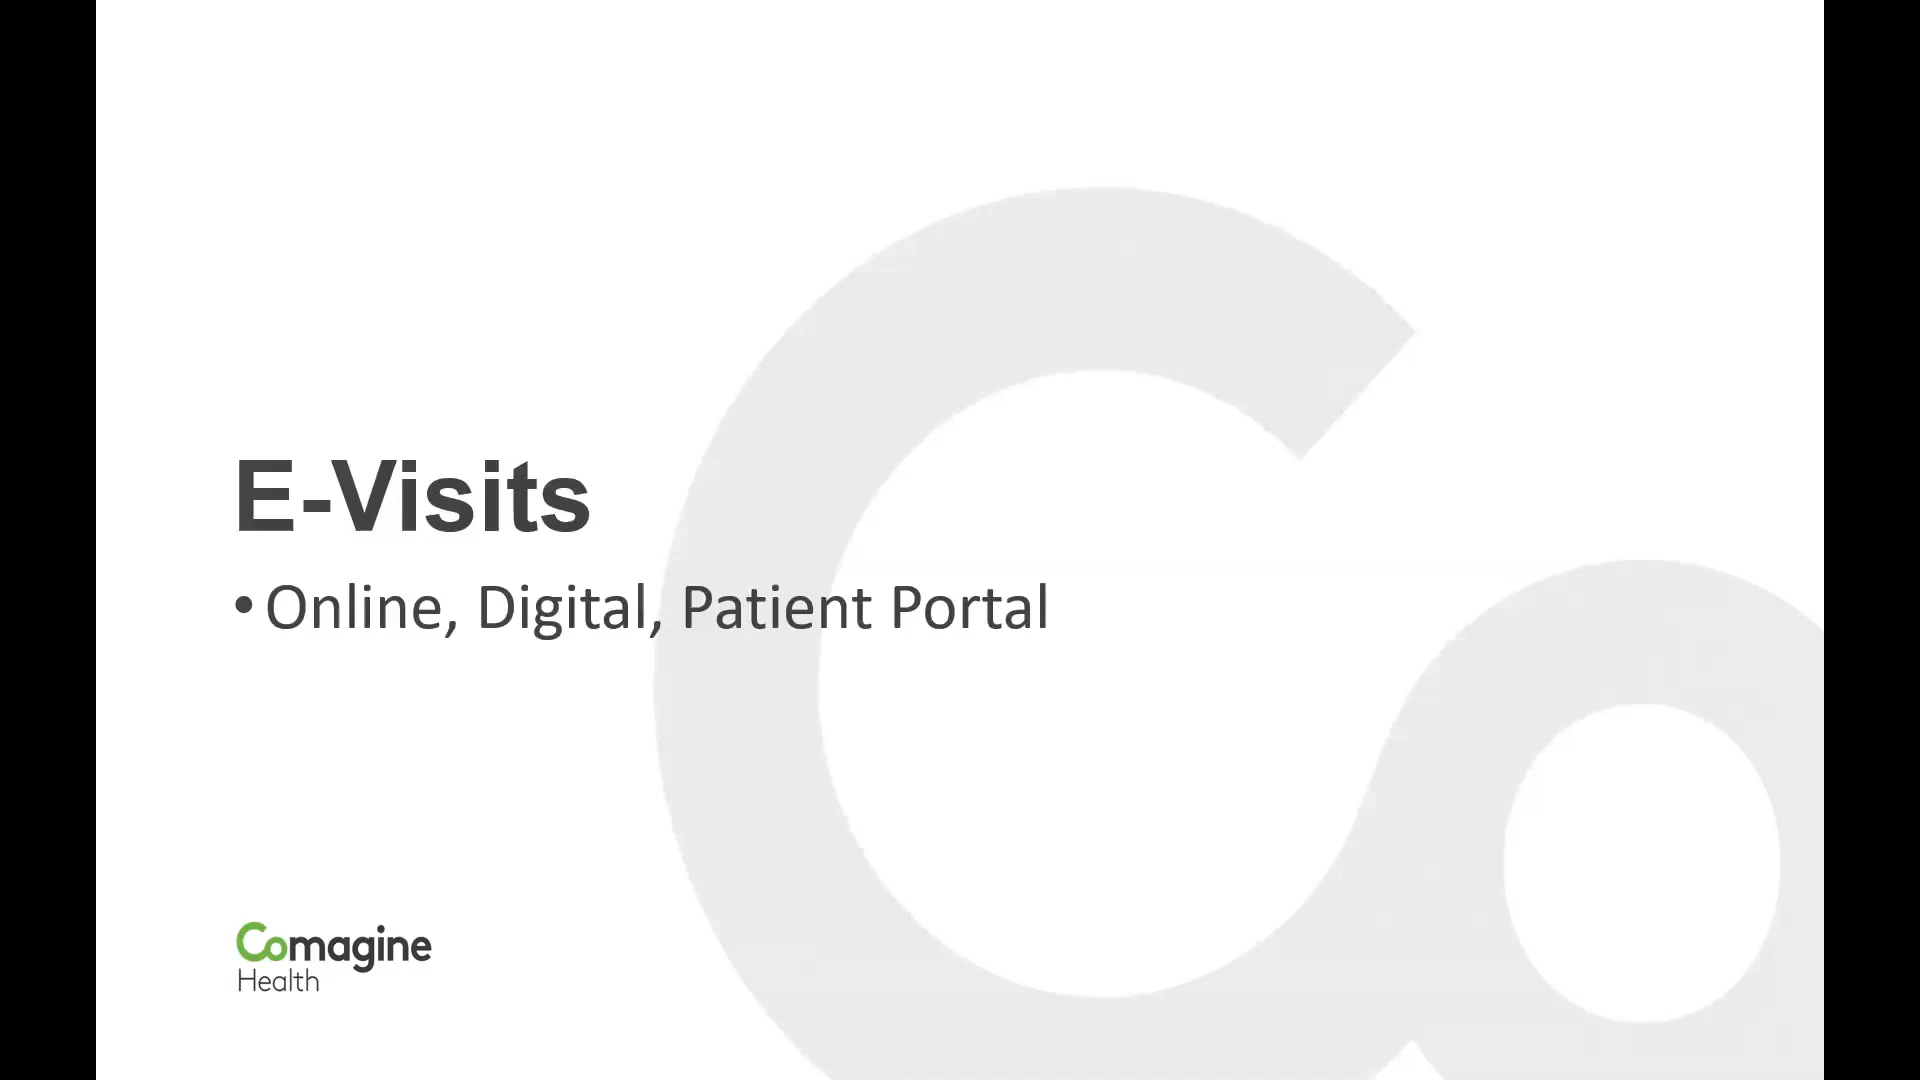 E-Visits
• Online, Digital, Patient Portal
Comagine
Health